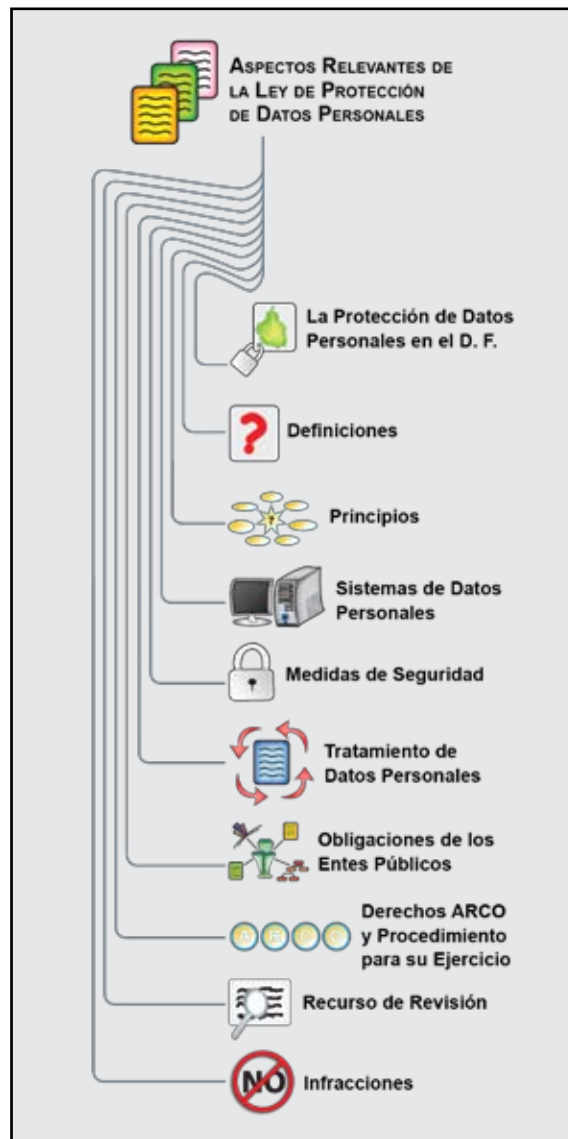 ASPECTOS RELEVANTES DE
LA LEY DE PROTECCIÓN
DE DATOS PERSONALES
La Protección de Datos
Personales en el D. F.
?
Definiciones
Principios
Sistemas de Datos
Personales
Medidas de Seguridad
Tratamiento de
Datos Personales
Obligaciones de los
Entes Públicos
A R C O
Derechos ARCO
y Procedimiento
para su Ejercicio
Recurso de Revisión
NO
Infracciones